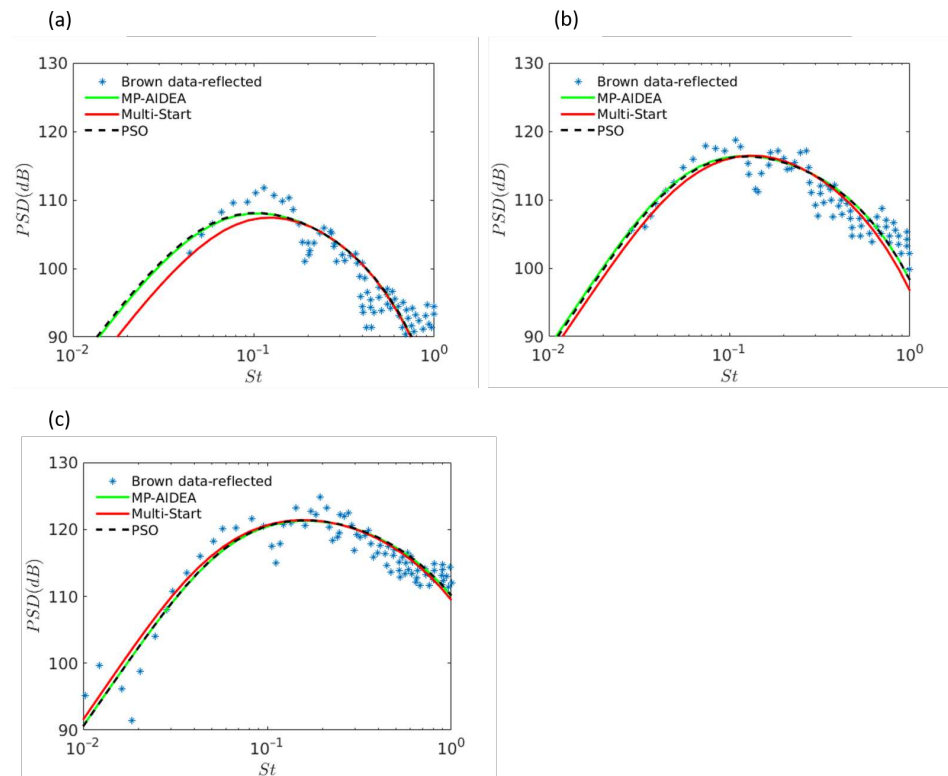 (a)
130
Brown data-reflected
MP-AIDEA
Multi-Start
PSO
120
110
100
90
PSD(dB)
10^-2
10^-1
10^0
St
(b)
130
Brown data-reflected
MP-AIDEA
Multi-Start
PSO
120
110
100
90
PSD(dB)
10^-2
10^-1
10^0
St
(c)
130
Brown data-reflected
MP-AIDEA
Multi-Start
PSO
120
110
100
90
PSD(dB)
10^-2
10^-1
10^0
St